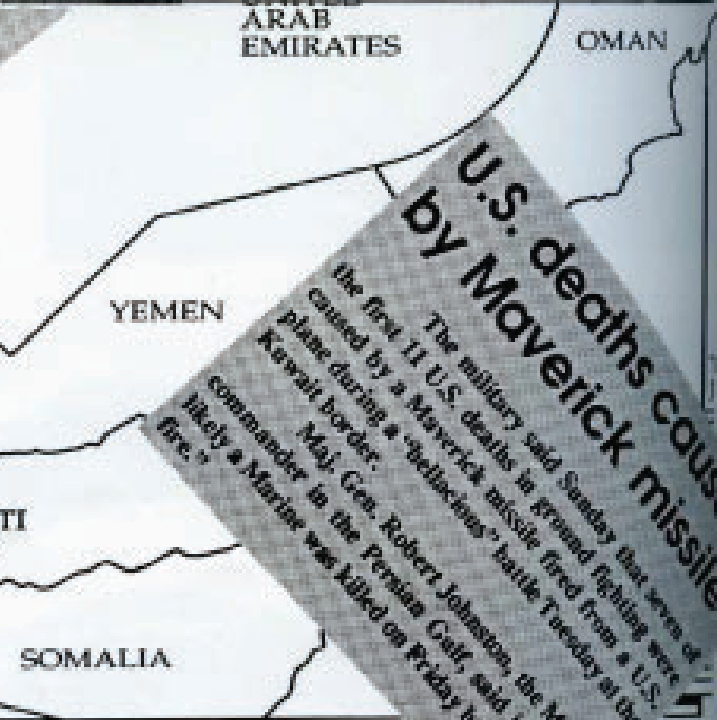 UNITED
ARAB
EMIRATES
OMAN
YEMEN
TI
SOMALIA
U.S. deaths caus
by Maverick missile
The military said Sunday that seven of
the first 11 U.S. deaths in ground fighting were
caused by a Maverick missile fired from a U.S.
plane during a "hellacious" battle Tuesday at the
Kuwait border.
Maj. Gen. Robert Johnston, the M
commander in the Persian Gulf, said
likely a Marine was killed on Friday b
fire."